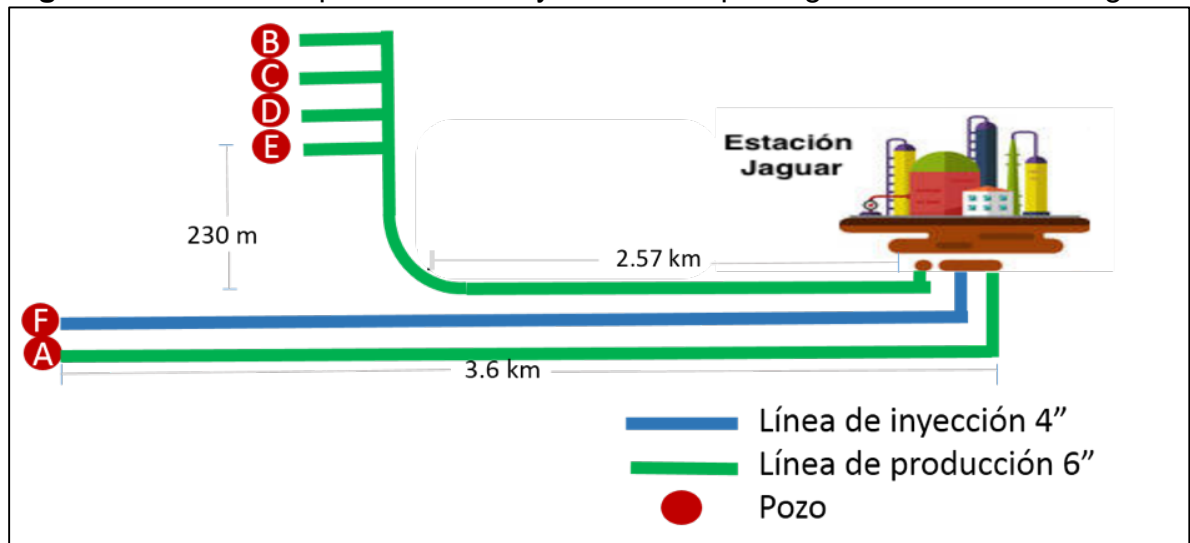 B
C
D
E
Estación
Jaguar
230 m
2.57 km
F
A
3.6 km
Línea de inyección 4”
Línea de producción 6”
Pozo